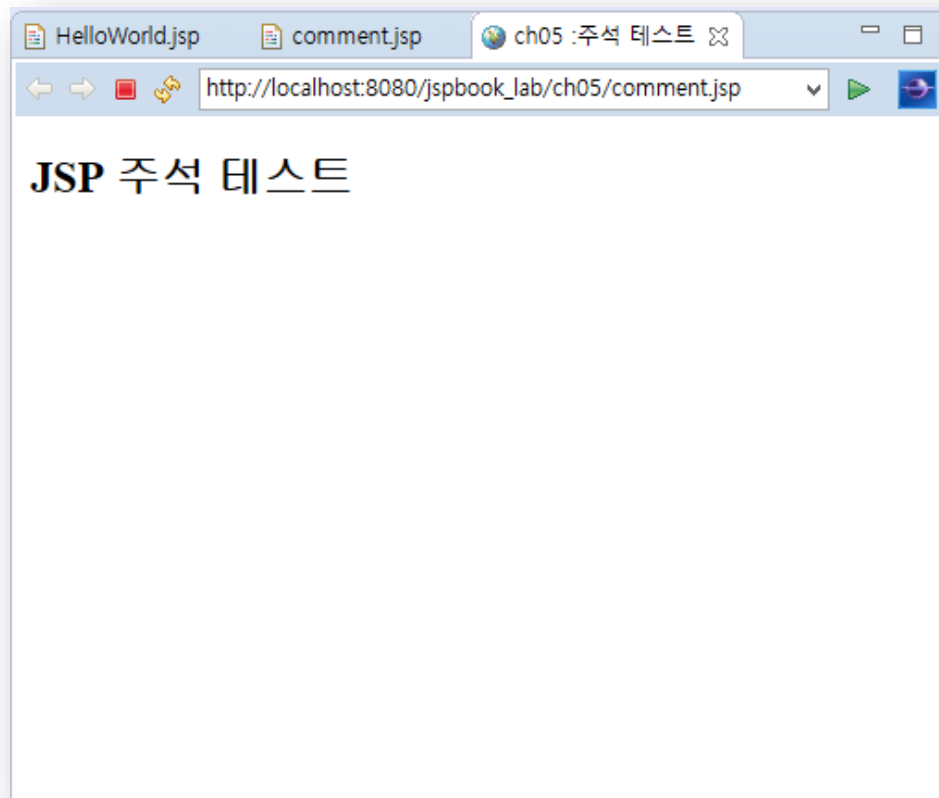 HelloWorld.jsp comment.jsp ch05 :주석 테스트
http://localhost:8080/jspbook_lab/ch05/comment.jsp
JSP 주석 테스트